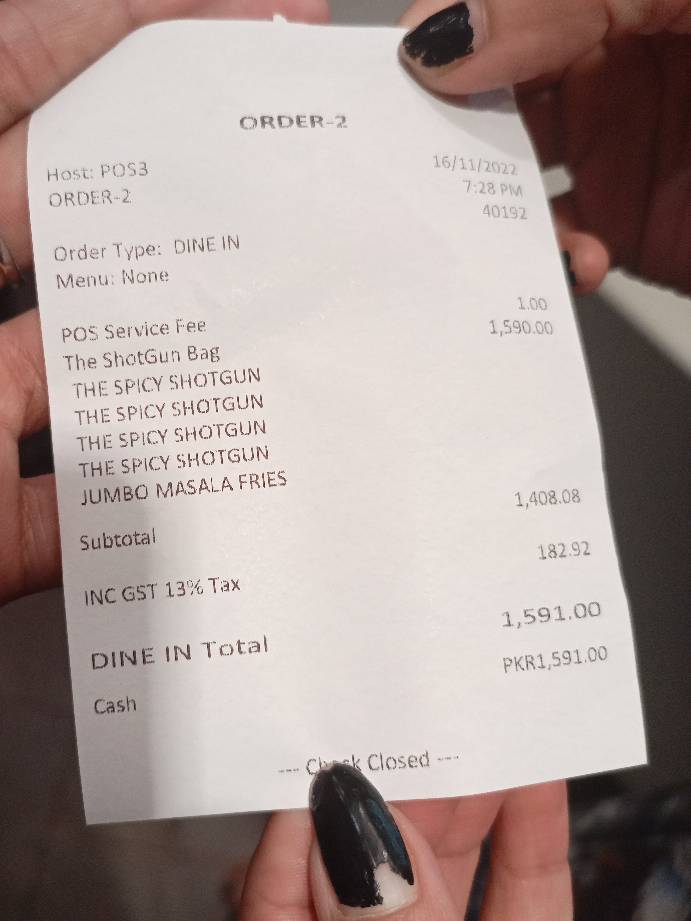 ORDER-2
Host: POS3 16/11/2022
ORDER-2 7:28 PM
40192
Order Type: DINE IN
Menu: None
POS Service Fee 1.00
The ShotGun Bag 1,590.00
THE SPICY SHOTGUN
THE SPICY SHOTGUN
THE SPICY SHOTGUN
THE SPICY SHOTGUN
JUMBO MASALA FRIES
Subtotal 1,408.08
INC GST 13% Tax 182.92
DINE IN Total 1,591.00
Cash PKR1,591.00
--- Check Closed ---